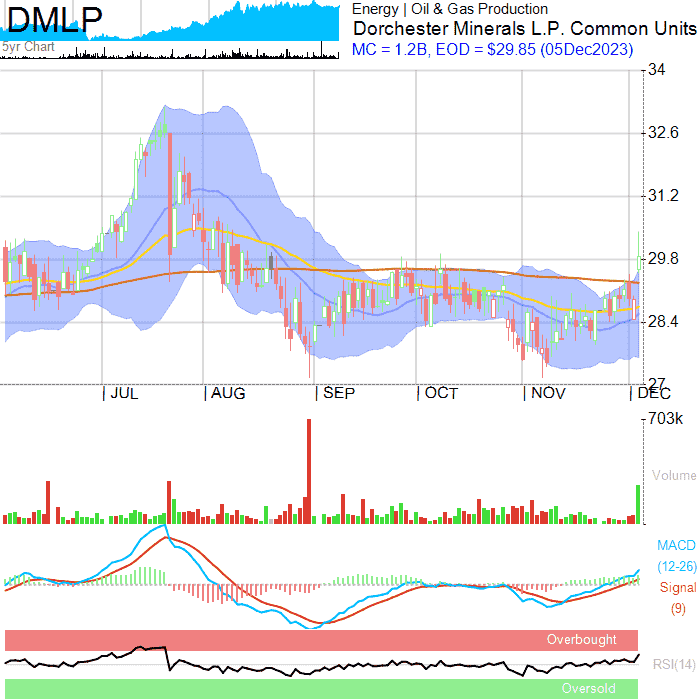 DMLP
5yr Chart
Energy | Oil & Gas Production
Dorchester Minerals L.P. Common Units
MC = 1.2B, EOD = $29.85 (05Dec2023)
34
32.6
31.2
29.8
28.4
27
JUL AUG SEP OCT NOV DEC
703k
Volume
MACD
(12-26)
Signal
(9)
Overbought
RSI(14)
Oversold